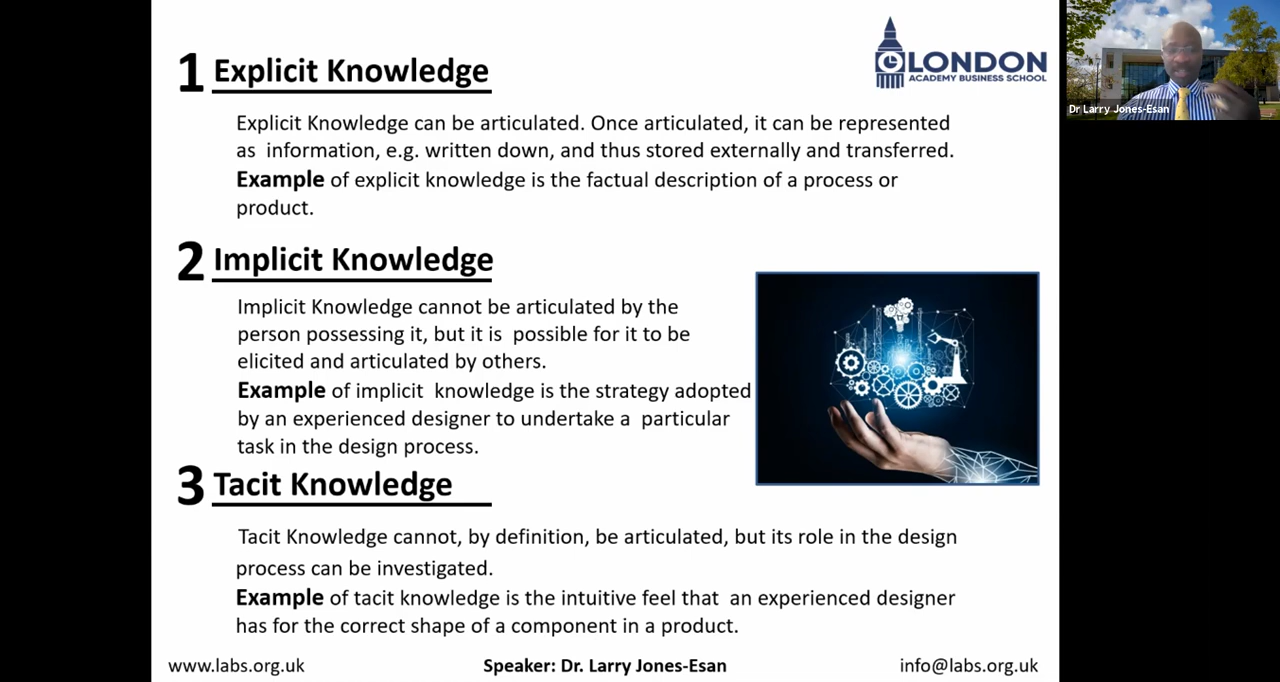 1 Explicit Knowledge
LONDON
ACADEMY BUSINESS SCHOOL
Dr Larry Jones-Esan
Explicit Knowledge can be articulated. Once articulated, it can be represented
as information, e.g. written down, and thus stored externally and transferred.
Example of explicit knowledge is the factual description of a process or
product.
2 Implicit Knowledge
Implicit Knowledge cannot be articulated by the
person possessing it, but it is possible for it to be
elicited and articulated by others.
Example of implicit knowledge is the strategy adopted
by an experienced designer to undertake a particular
task in the design process.
3 Tacit Knowledge
Tacit Knowledge cannot, by definition, be articulated, but its role in the design
process can be investigated.
Example of tacit knowledge is the intuitive feel that an experienced designer
has for the correct shape of a component in a product.
www.labs.org.uk
Speaker: Dr. Larry Jones-Esan
info@labs.org.uk